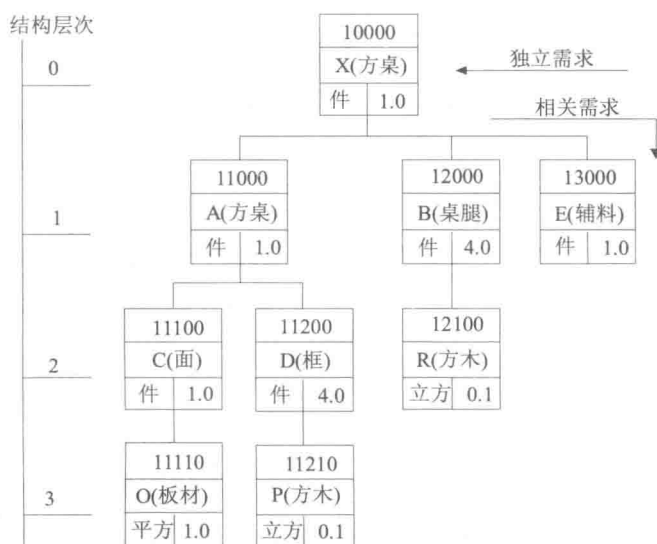 结构层次
0
10000
X(方桌)
件 1.0
独立需求
相关需求
1
11000
A(方桌)
件 1.0
12000
B(桌腿)
件 4.0
13000
E(辅料)
件 1.0
2
11100
C(面)
件 1.0
11200
D(框)
件 4.0
12100
R(方木)
立方 0.1
3
11110
O(板材)
平方 1.0
11210
P(方木)
立方 0.1